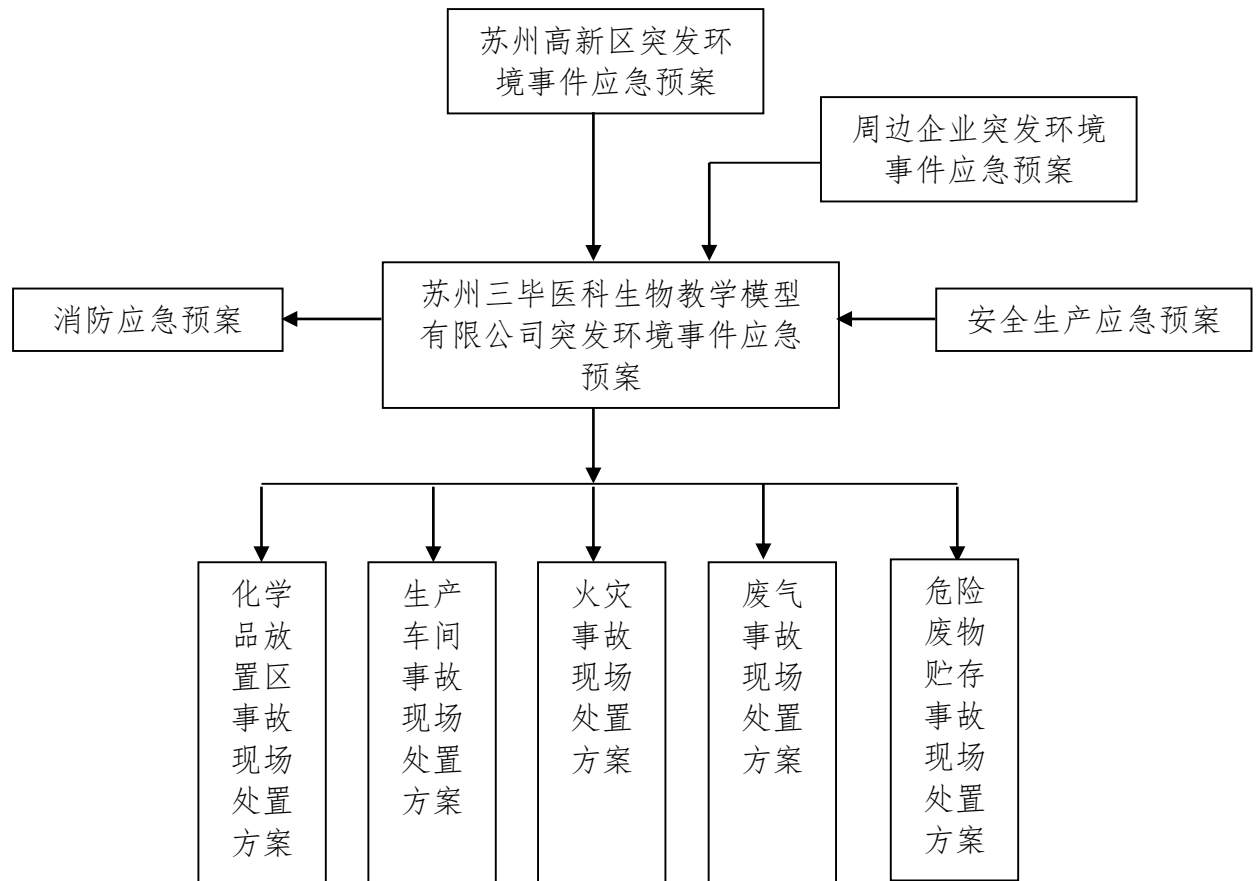 苏州高新区突发环
境事件应急预案
周边企业突发环境
事件应急预案
消防应急预案
苏州三毕医科生物教学模型
有限公司突发环境事件应急
预案
安全生产应急预案
化学
品放
置区
事故
现场
处置
方案
生产
车间
事故
现场
处置
方案
火灾
事故
现场
处置
方案
废气
事故
现场
处置
方案
危险
废物
贮存
事故
现场
处置
方案